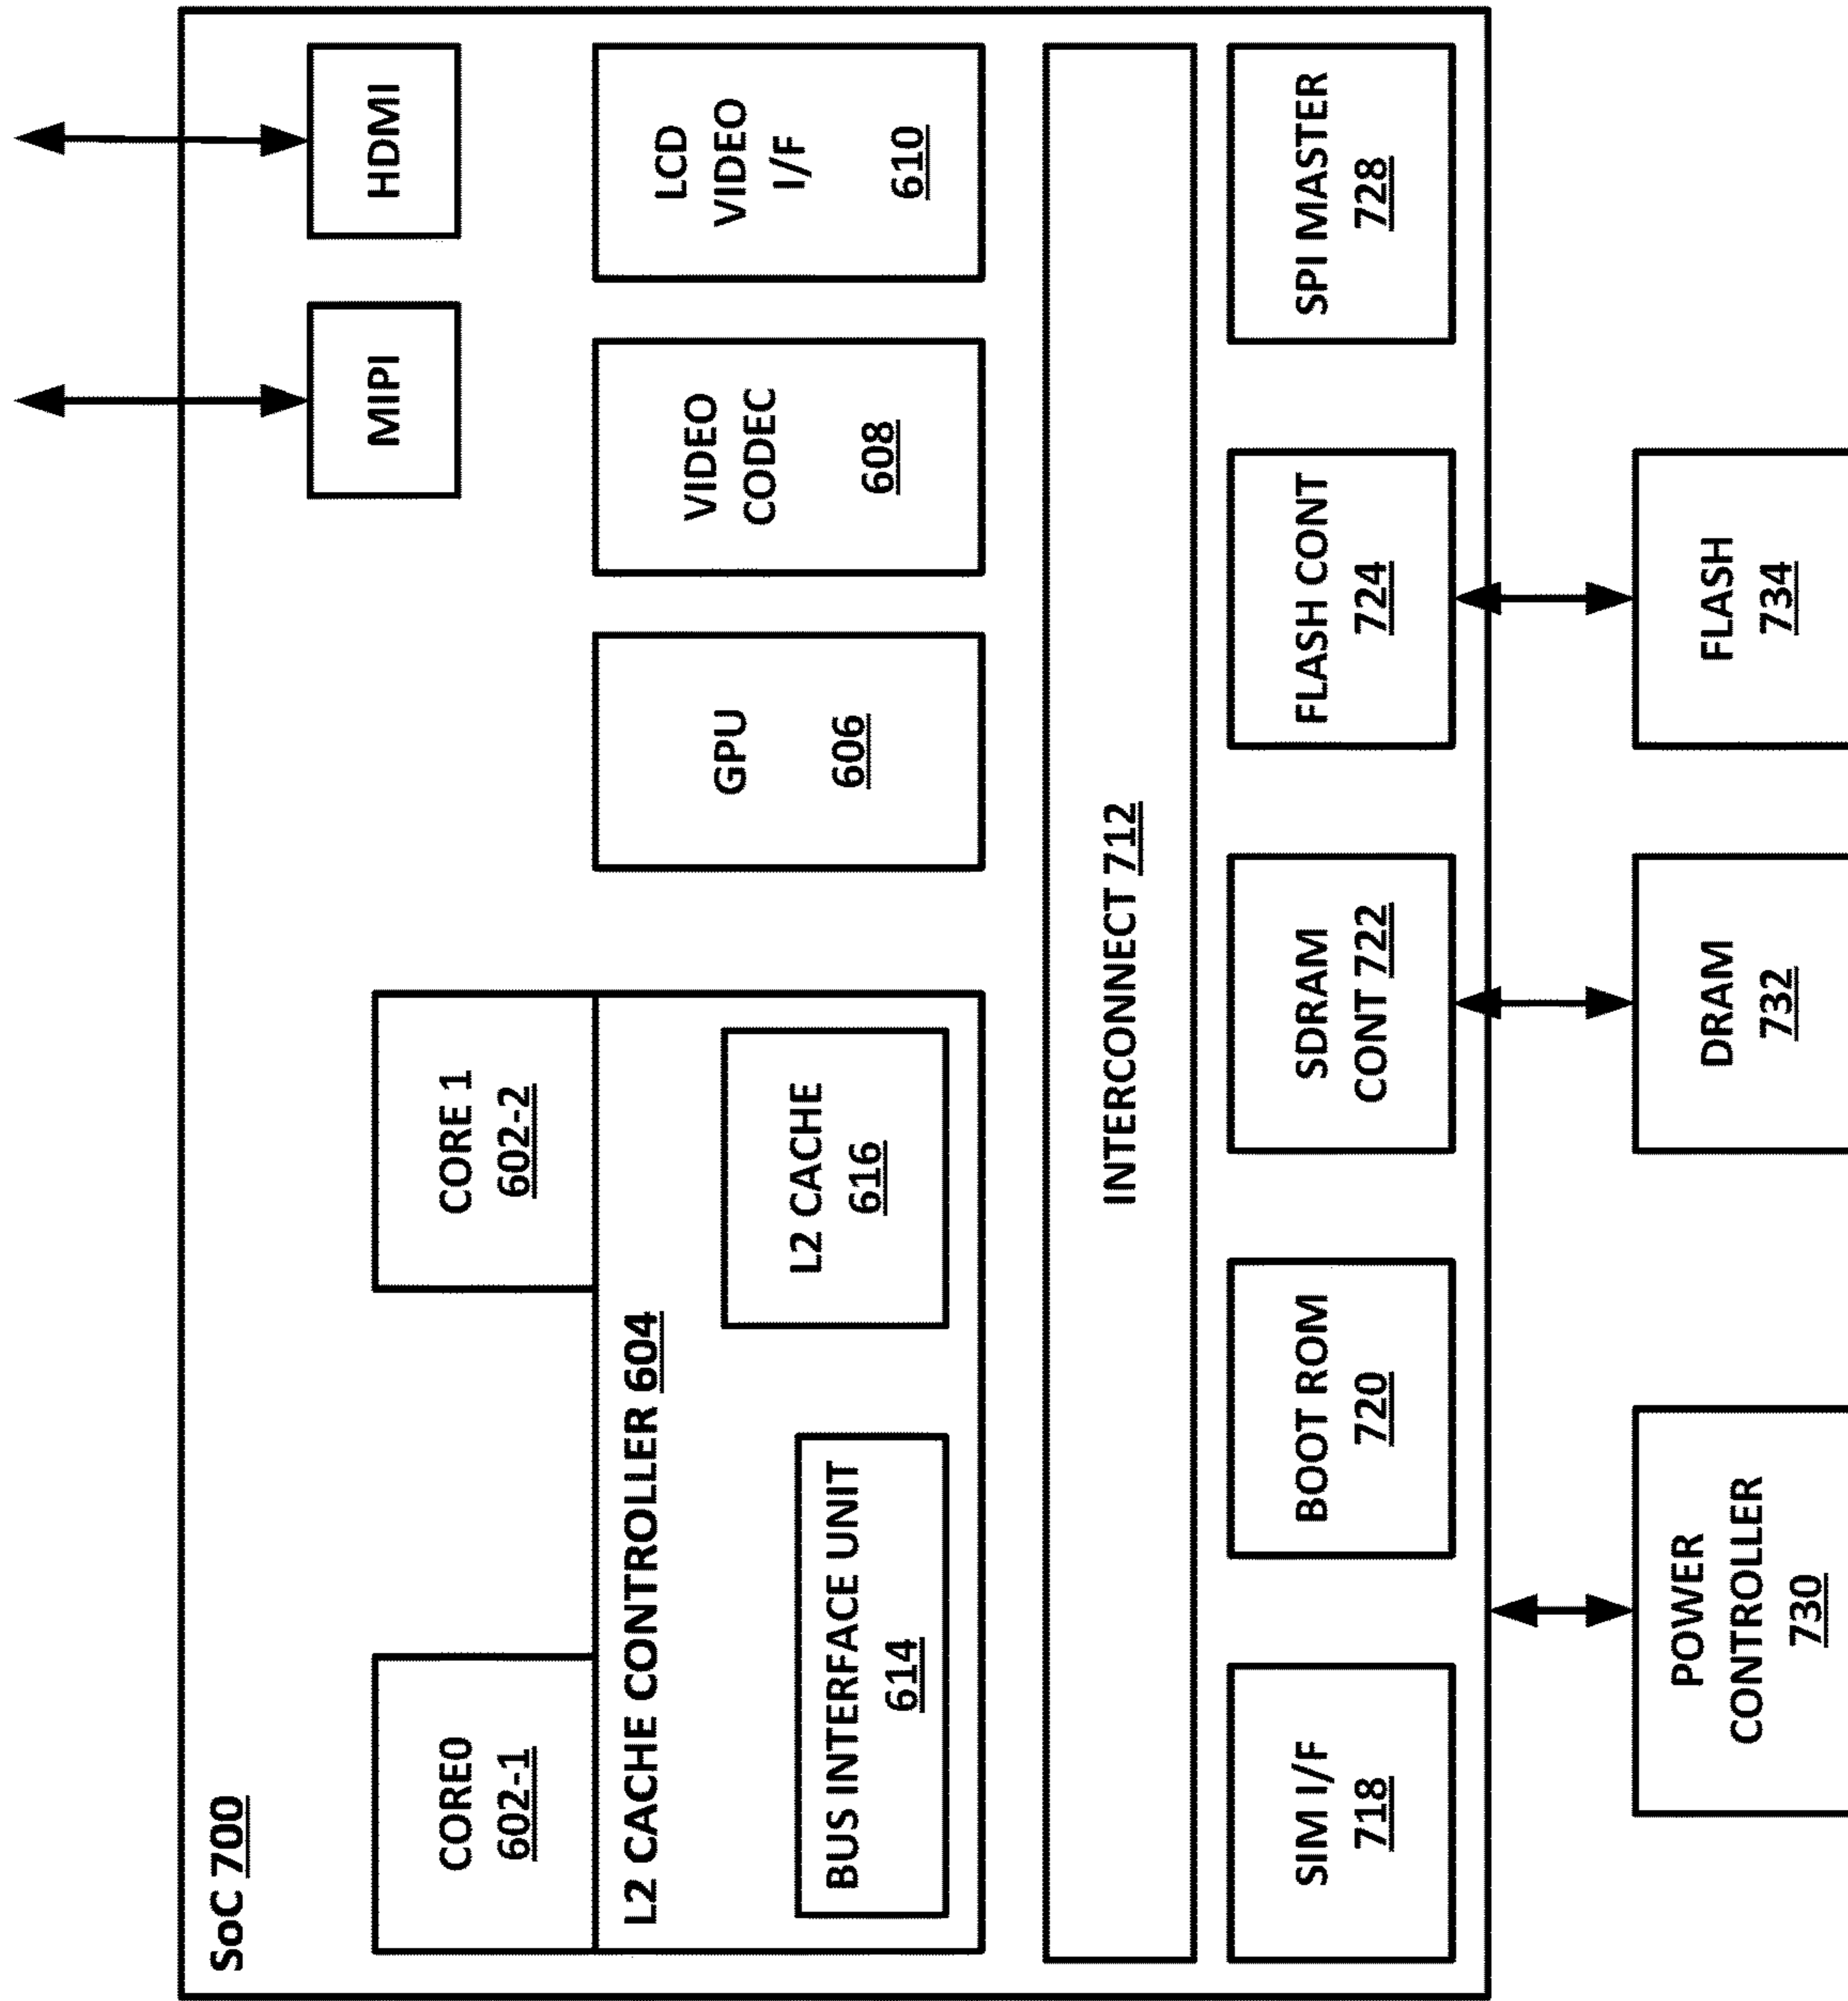 SoC 700
MIPI
HDMI
CORE0
602-1
CORE 1
602-2
L2 CACHE CONTROLLER 604
BUS INTERFACE UNIT
614
L2 CACHE
616
GPU
606
VIDEO
CODEC
608
LCD
VIDEO
I/F
610
INTERCONNECT 712
SIM I/F
718
BOOT ROM
720
SDRAM
CONT 722
FLASH CONT
724
SPI MASTER
728
POWER
CONTROLLER
730
DRAM
732
FLASH
734